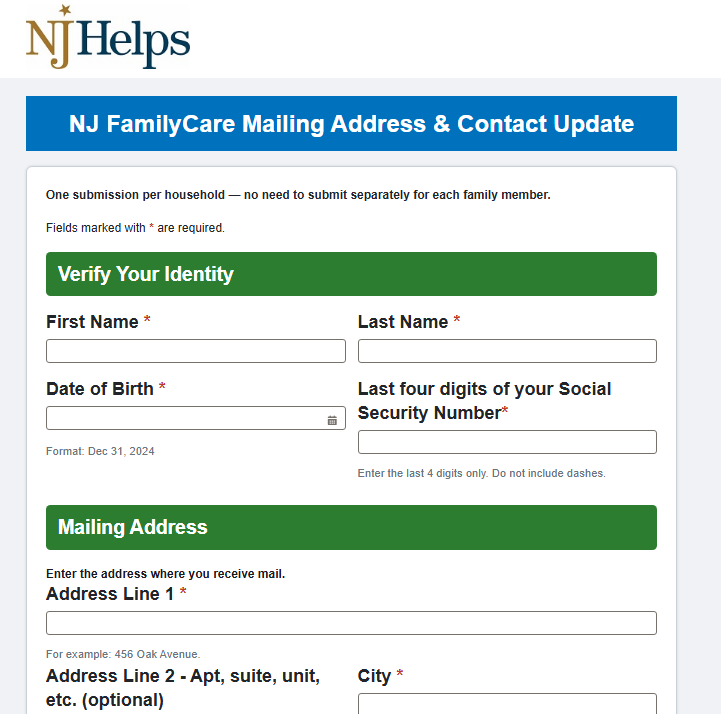 NJHelps
NJ FamilyCare Mailing Address & Contact Update
One submission per household — no need to submit separately for each family member.
Fields marked with * are required.
Verify Your Identity
First Name *
Last Name *
Date of Birth *
Last four digits of your Social
Security Number*
Format: Dec 31, 2024
Enter the last 4 digits only. Do not include dashes.
Mailing Address
Enter the address where you receive mail.
Address Line 1 *
For example: 456 Oak Avenue.
Address Line 2 - Apt, suite, unit,
etc. (optional)
City *